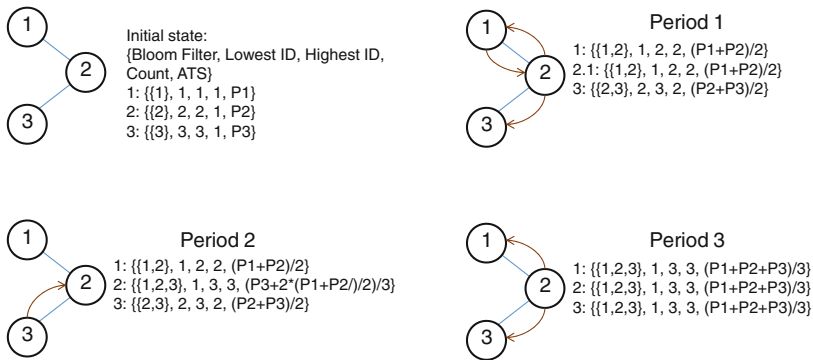 1
2
3
Initial state:
{Bloom Filter, Lowest ID, Highest ID,
Count, ATS}
1: {{1}, 1, 1, 1, P1}
2: {{2}, 2, 2, 1, P2}
3: {{3}, 3, 3, 1, P3}
Period 1
1
2
3
1: {{1,2}, 1, 2, 2, (P1+P2)/2}
2.1: {{1,2}, 1, 2, 2, (P1+P2)/2}
3: {{2,3}, 2, 3, 2, (P2+P3)/2}
Period 2
1
2
3
1: {{1,2}, 1, 2, 2, (P1+P2)/2}
2: {{1,2,3}, 1, 3, 3, (P3+2*(P1+P2/)/2)/3}
3: {{2,3}, 2, 3, 2, (P2+P3)/2}
Period 3
1
2
3
1: {{1,2,3}, 1, 3, 3, (P1+P2+P3)/3}
2: {{1,2,3}, 1, 3, 3, (P1+P2+P3)/3}
3: {{1,2,3}, 1, 3, 3, (P1+P2+P3)/3}